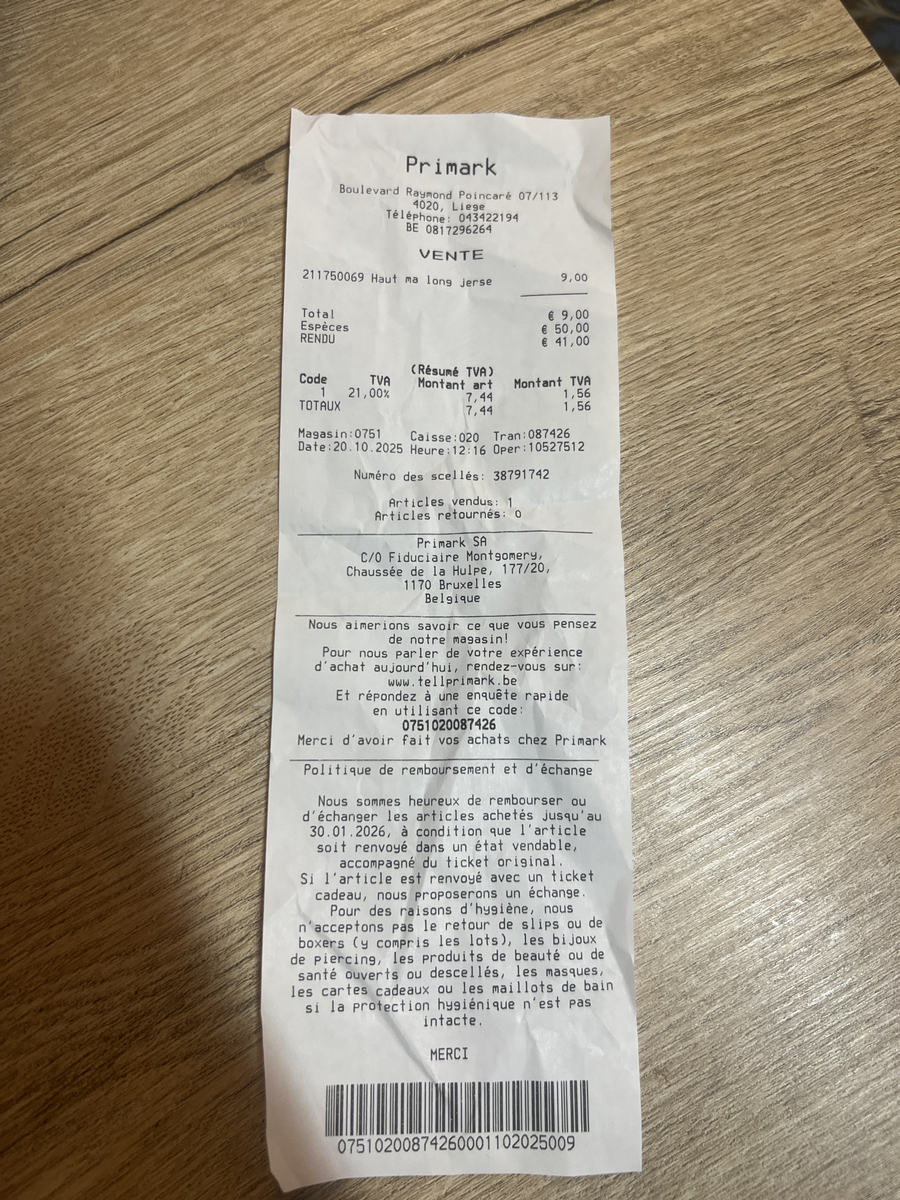 Primark
Boulevard Raymond Poincaré 07/113
4020, Liege
Téléphone: 043422194
BE 0817296264
VENTE
211750069 Haut ma long jerse 9,00
Total € 9,00
Espèces € 50,00
RENDU € 41,00
(Résumé TVA)
Code TVA Montant art Montant TVA
1 21,00% 7,44 1,56
TOTAUX 7,44 1,56
Magasin:0751 Caisse:020 Tran:087426
Date:20.10.2025 Heure:12:16 Oper:10527512
Numéro des scellés: 38791742
Articles vendus: 1
Articles retournés: 0
Primark SA
C/O Fiduciaire Montgomery,
Chaussée de la Hulpe, 177/20,
1170 Bruxelles
Belgique
Nous aimerions savoir ce que vous pensez
de notre magasin!
Pour nous parler de votre expérience
d'achat aujourd'hui, rendez-vous sur:
www.tellprimark.be
Et répondez à une enquête rapide
en utilisant ce code:
0751020087426
Merci d'avoir fait vos achats chez Primark
Politique de remboursement et d'échange
Nous sommes heureux de rembourser ou
d'échanger les articles achetés jusqu'au
30.01.2026, à condition que l'article
soit renvoyé dans un état vendable,
accompagné du ticket original.
Si l'article est renvoyé avec un ticket
cadeau, nous proposerons un échange.
Pour des raisons d'hygiène, nous
n'acceptons pas le retour de slips ou de
boxers (y compris les lots), les bijoux
de piercing, les produits de beauté ou de
santé ouverts ou descellés, les masques,
les cartes cadeaux ou les maillots de bain
si la protection hygiénique n'est pas
intacte.
MERCI
07510200874260001102025009